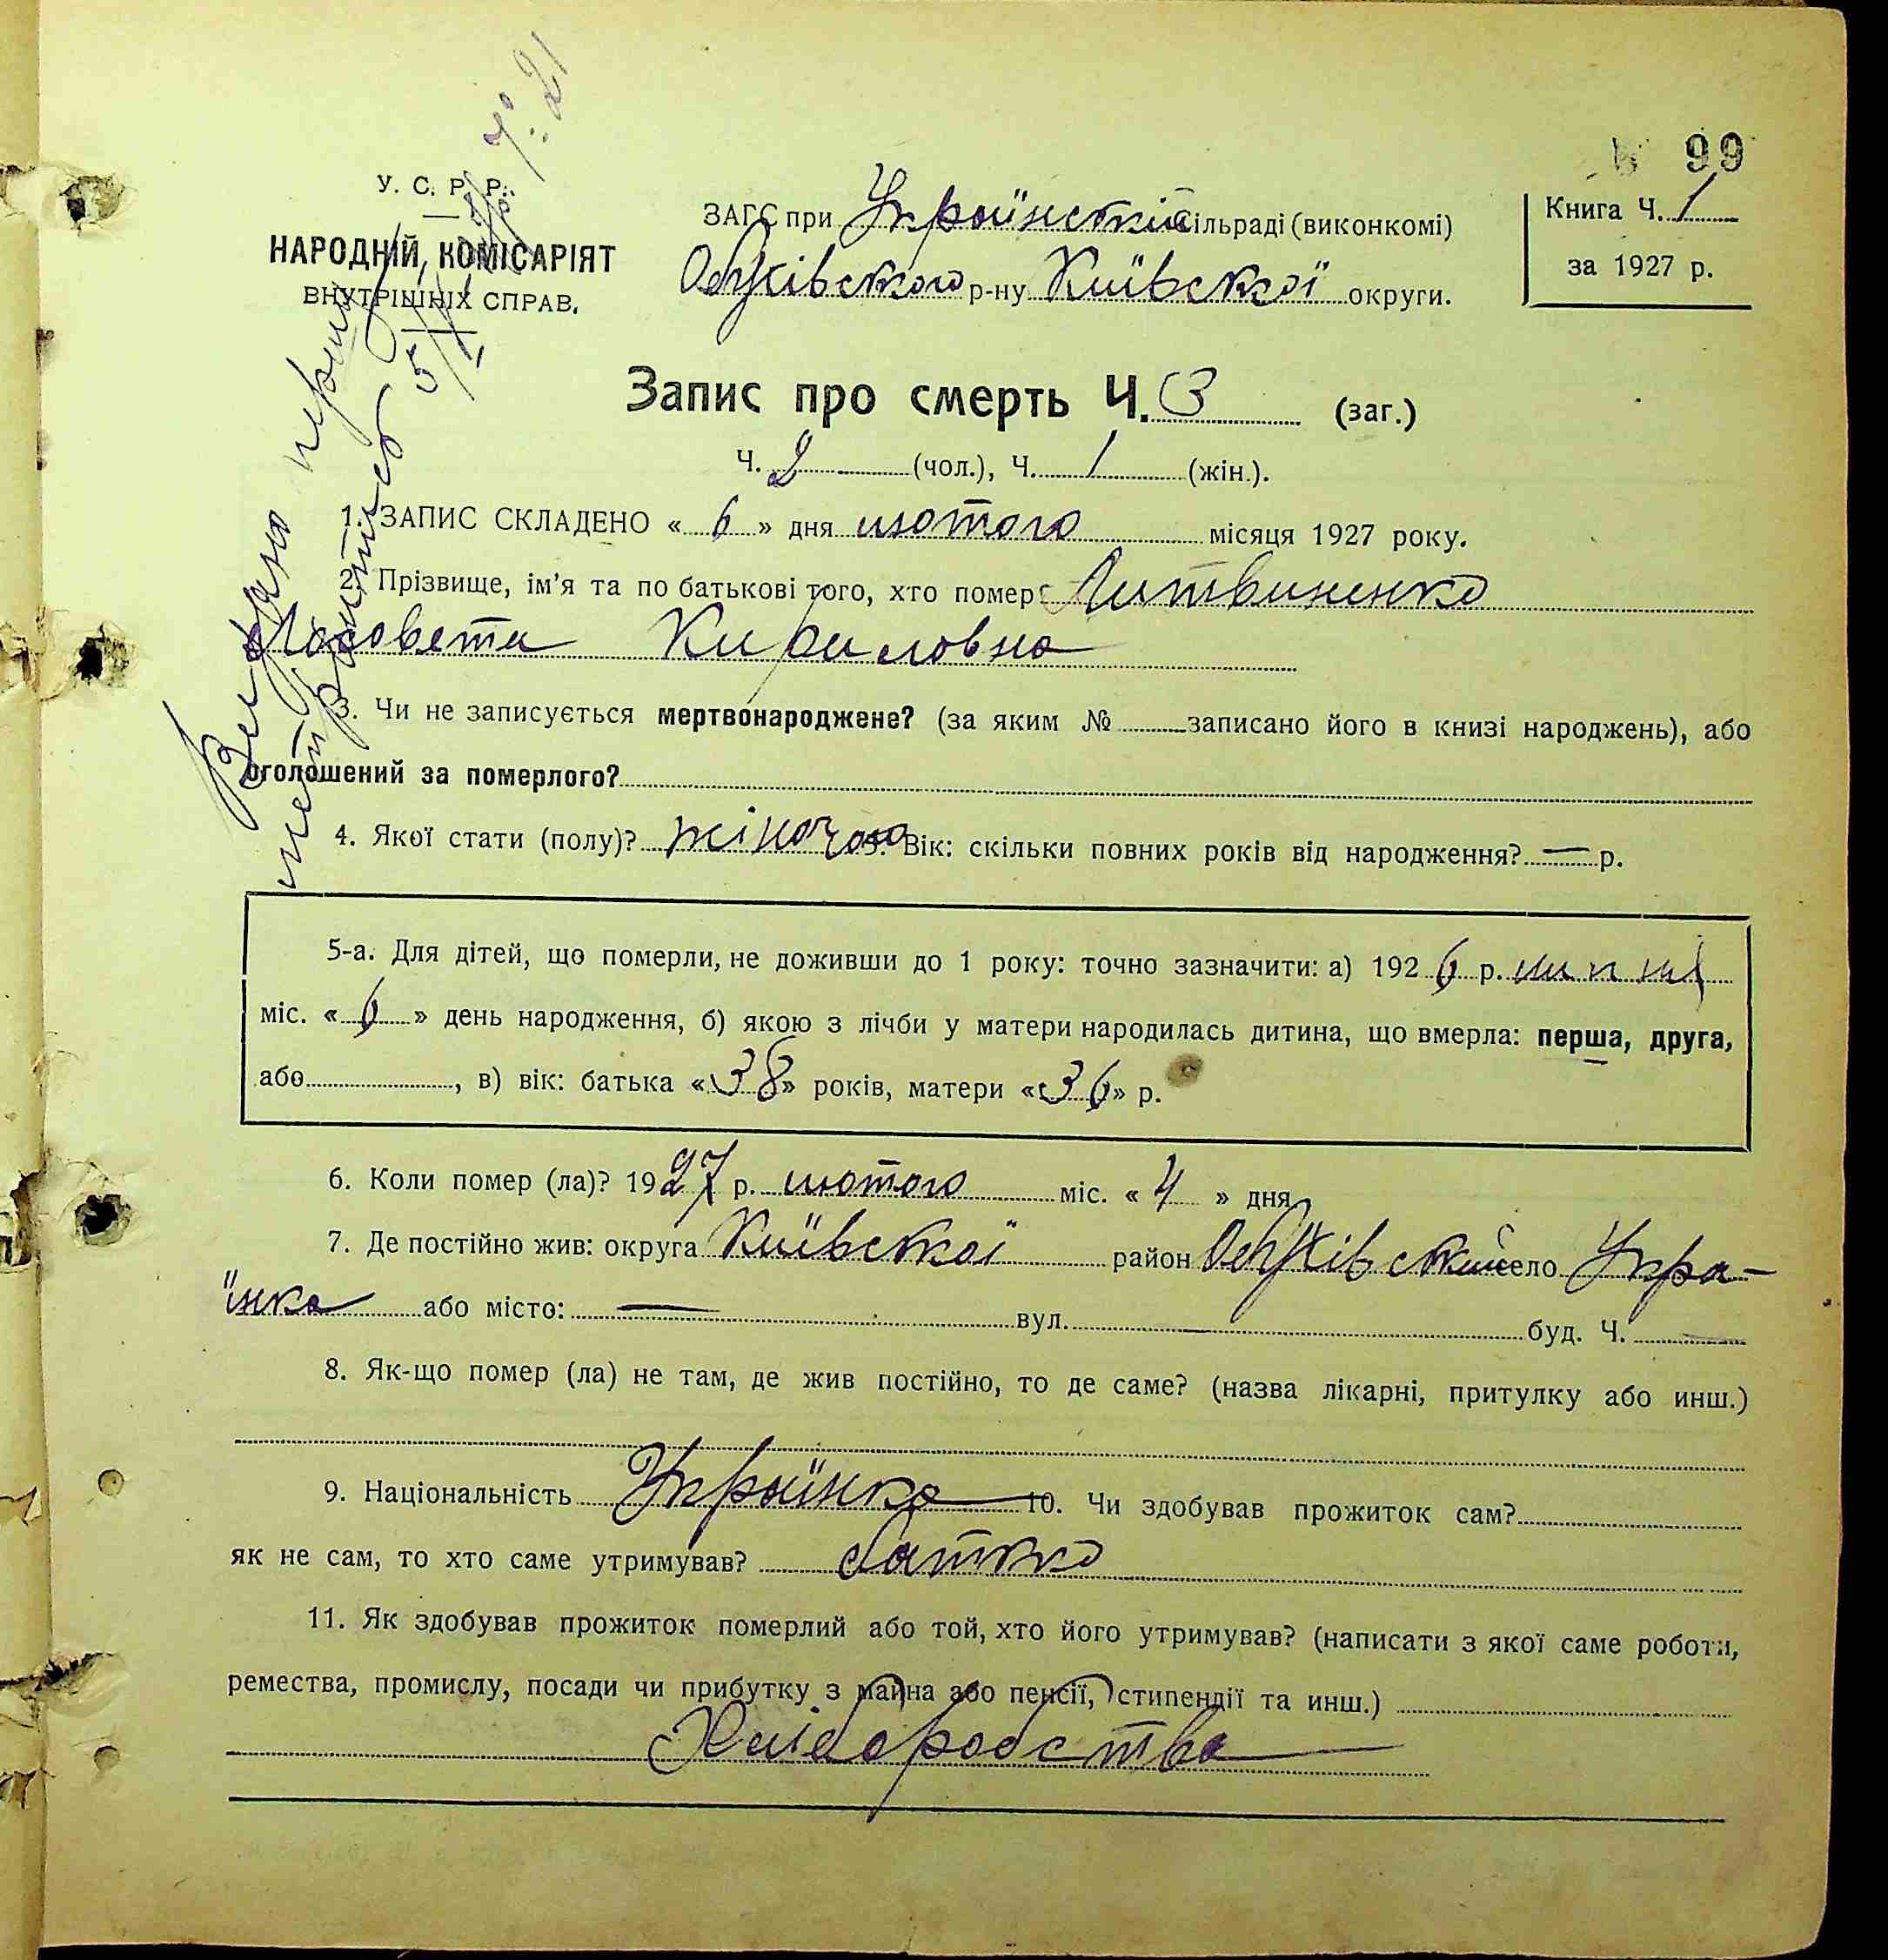 99
У. С. Р. Р.
НАРОДНІЙ КОМІСАРІЯТ
ВНУТРІШНІХ СПРАВ.
ЗАГС при Українській сільраді (виконкомі)
Обухівського р-ну Київської округи.
Книга Ч. 1
за 1927 р.
Запис про смерть Ч. 3 (заг.)
Ч. 2 (чол.), Ч. 1 (жін.).
1. ЗАПИС СКЛАДЕНО « 6 » дня лютого місяця 1927 року.
2. Прізвище, ім'я та по батькові того, хто помер Литвиненко
Лисовета Кириловна
3. Чи не записується мертвонароджене? (за яким № записано його в книзі народжень), або
оголошений за померлого?
4. Якої стати (полу)? жіночою 5. Вік: скільки повних років від народження? — р.
5-а. Для дітей, що померли, не доживши до 1 року: точно зазначити: а) 1926 р. липня
міс. « 6 » день народження, б) якою з лічби у матери народилась дитина, що вмерла: перша, друга,
або , в) вік: батька «38» років, матери «36» р.
6. Коли помер (ла)? 1927 р. лютого міс. « 4 » дня
7. Де постійно жив: округа Київської район Обухівський село Укра-
їнка або місто: — вул. — буд. Ч. —
8. Як-що помер (ла) не там, де жив постійно, то де саме? (назва лікарні, притулку або инш.)
9. Національність Українка 10. Чи здобував прожиток сам?
як не сам, то хто саме утримував? батько
11. Як здобував прожиток померлий або той, хто його утримував? (написати з якої саме роботи,
ремества, промислу, посади чи прибутку з майна або пенсії, стипендії та инш.)
Хліборобства